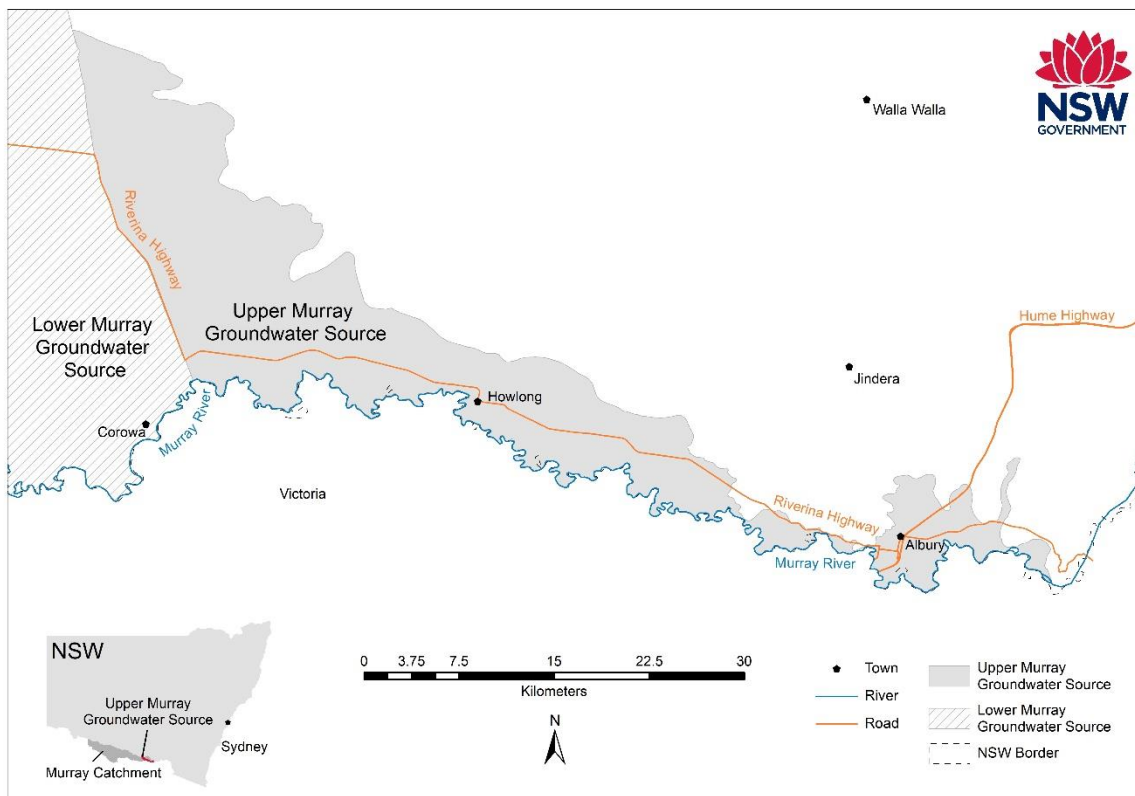 NSW
GOVERNMENT
Walla Walla
Riverina Highway
Upper Murray
Groundwater Source
Lower Murray
Groundwater
Source
Hume Highway
Jindera
Howlong
Corowa
Murray River
Victoria
Riverina Highway
Albury
Murray River
NSW
Upper Murray
Groundwater Source
Sydney
Murray Catchment
0 3.75 7.5 15 22.5 30
Kilometers
N
Town
River
Road
Upper Murray
Groundwater Source
Lower Murray
Groundwater Source
NSW Border